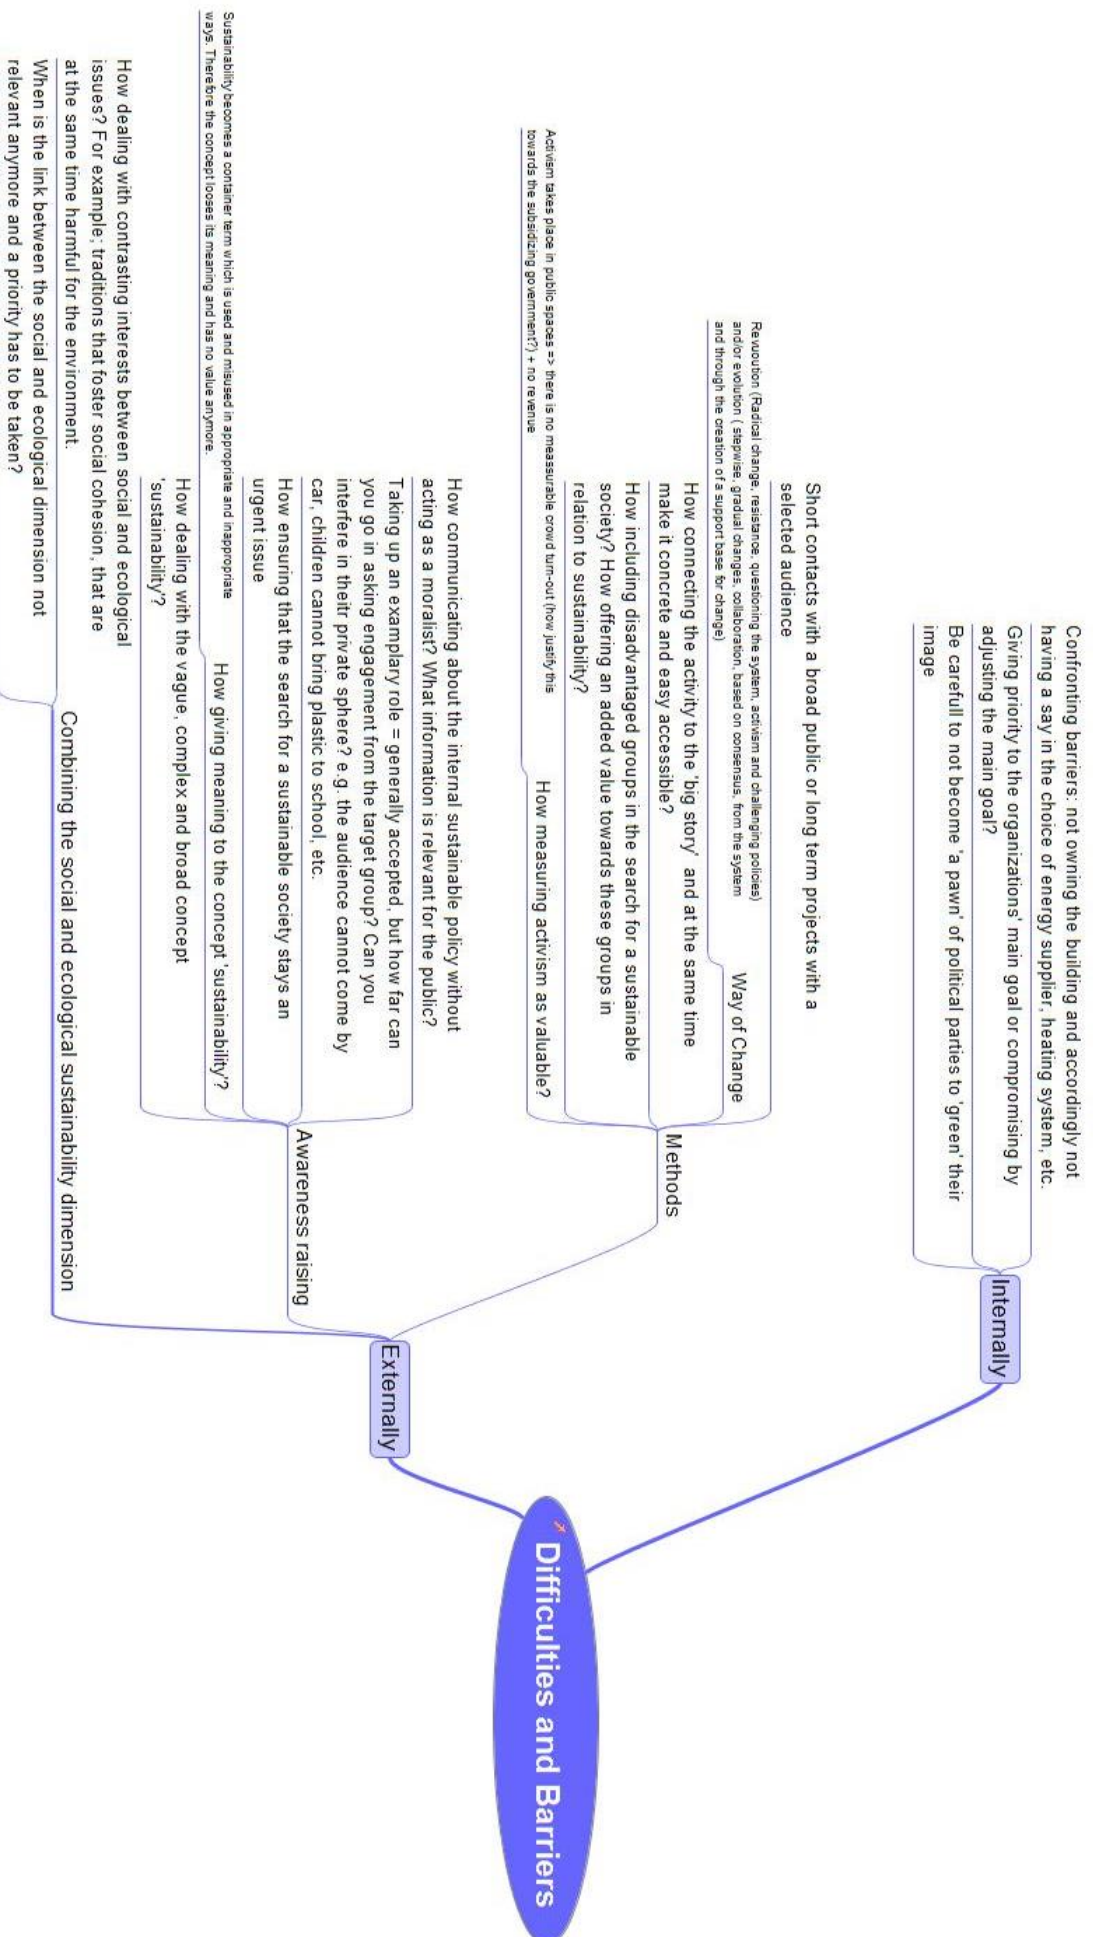 Confronting barriers: not owning the building and accordingly not
having a say in the choice of energy supplier, heating system, etc.
Giving priority to the organizations' main goal or compromising by
adjusting the main goal?
Be carefull to not become 'a pawn' of political parties to 'green' their
image
Internally
Short contacts with a broad public or long term projects with a
selected audience
Revuoution (Radical change, resistance, questioning the system, activism and challenging policies)
and/or evolution ( stepwise, gradual changes, collaboration, based on consensus, from the system
and through the creation of a support base for change)
Way of Change
How connecting the activity to the 'big story' and at the same time
make it concrete and easy accessible?
How including disadvantaged groups in the search for a sustainable
society? How offering an added value towards these groups in
relation to sustainability?
Activism takes place in public spaces => there is no meassurable crowd turn-out (how justify this
towards the subsidizing government?) + no revenue
How measuring activism as valuable?
Methods
How communicating about the internal sustainable policy without
acting as a moralist? What information is relevant for the public?
Taking up an examplary role = generally accepted, but how far can
you go in asking engagement from the target group? Can you
interfere in theitr private sphere? e.g. the audience cannot come by
car, children cannot bring plastic to school, etc.
How ensuring that the search for a sustainable society stays an
urgent issue
Sustainability becomes a container term which is used and misused in appropriate and inappropriate
ways. Therefore the concept looses its meaning and has no value anymore.
How giving meaning to the concept 'sustainability'?
How dealing with the vague, complex and broad concept
'sustainability'?
Awareness raising
How dealing with contrasting interests between social and ecological
issues? For example; traditions that foster social cohesion, that are
at the same time harmful for the environment.
When is the link between the social and ecological dimension not
relevant anymore and a priority has to be taken?
Combining the social and ecological sustainability dimension
Externally
Difficulties and Barriers